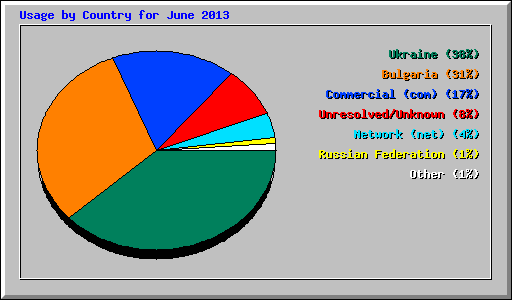 Usage by Country for June 2013
Ukraine (38%)
Bulgaria (31%)
Commercial (com) (17%)
Unresolved/Unknown (8%)
Network (net) (4%)
Russian Federation (1%)
Other (1%)